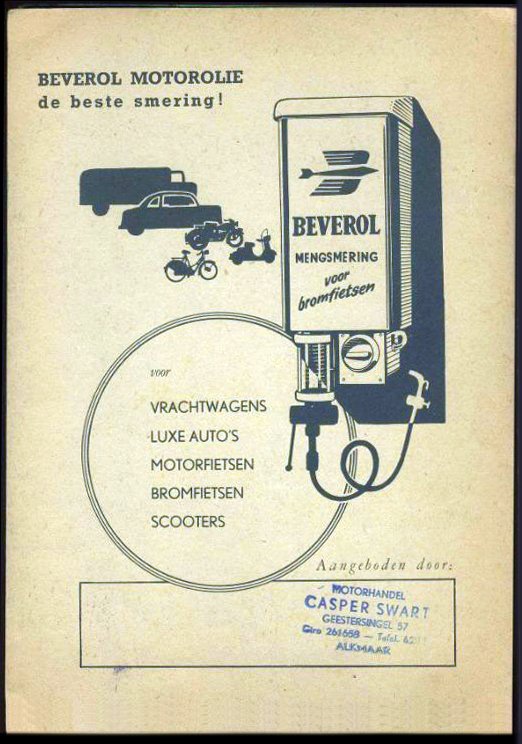 BEVEROL MOTOROLIE
de beste smering!
BEVEROL
MENGSMERING
voor
bromfietsen
voor
VRACHTWAGENS
LUXE AUTO'S
MOTORFIETSEN
BROMFIETSEN
SCOOTERS
Aangeboden door:
MOTORHANDEL
CASPER SWART
GEESTERSINGEL 57
Giro 261658 — Telef.
ALKMAAR